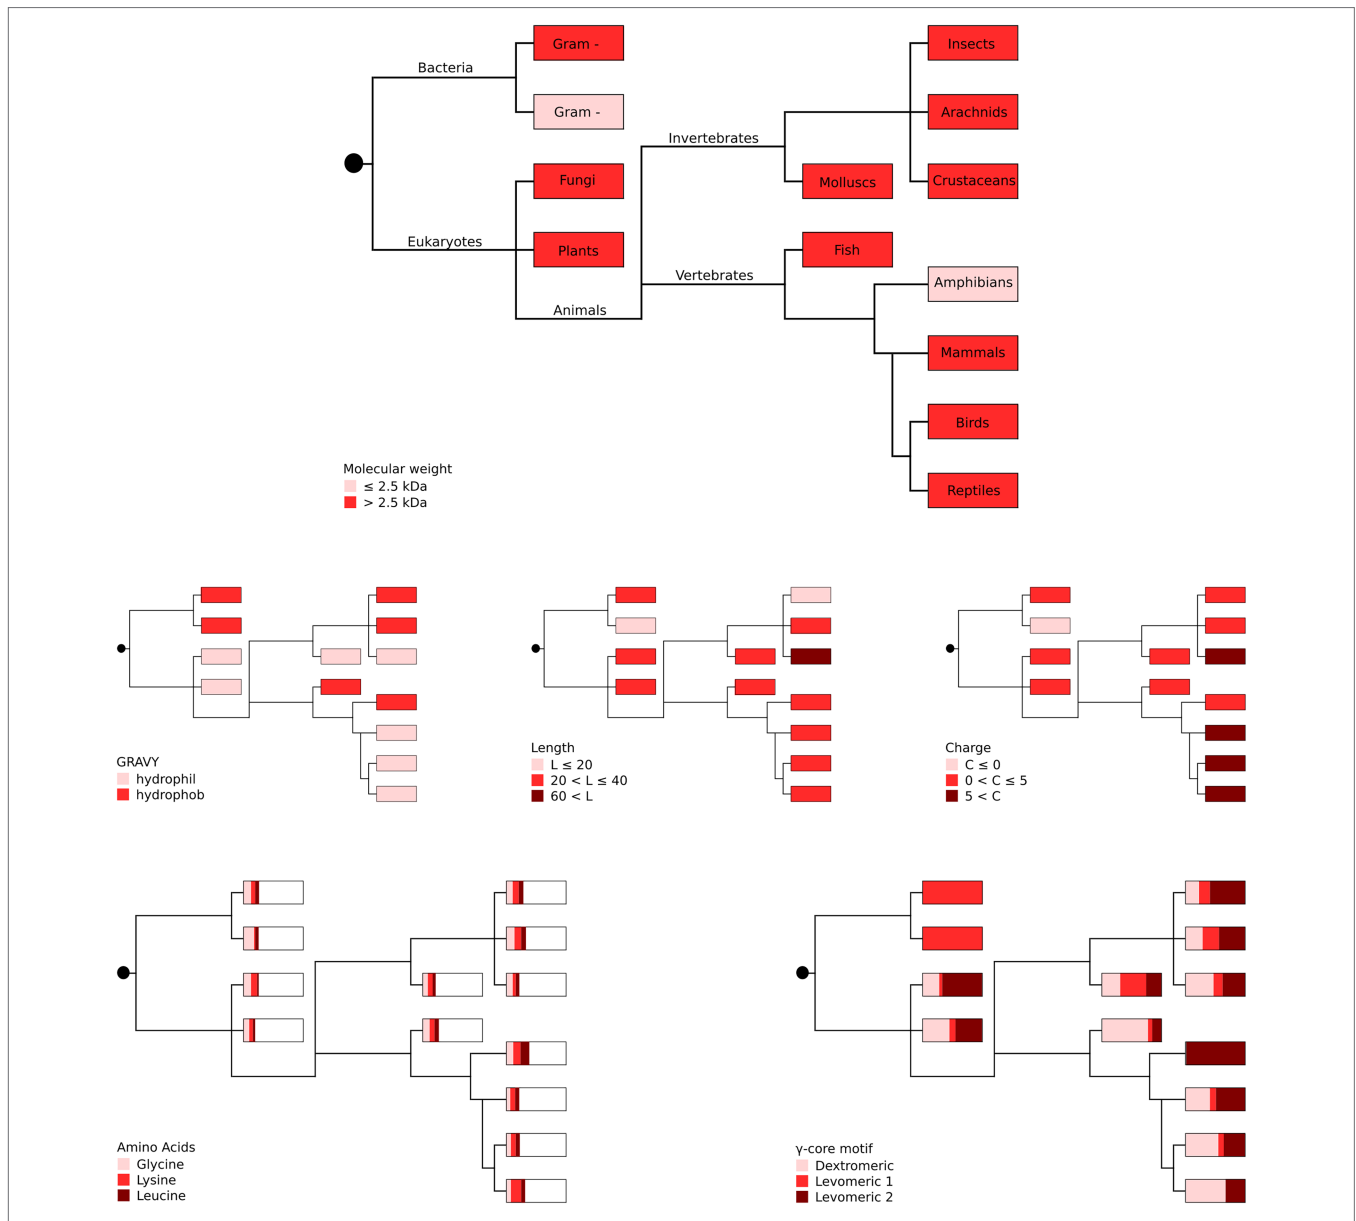 Gram -
Insects
Bacteria
Gram -
Arachnids
Invertebrates
Fungi
Molluscs
Crustaceans
Eukaryotes
Plants
Fish
Vertebrates
Amphibians
Animals
Mammals
Birds
Reptiles
Molecular weight
≤ 2.5 kDa
> 2.5 kDa
GRAVY
hydrophil
hydrophob
Length
L ≤ 20
20 < L ≤ 40
60 < L
Charge
C ≤ 0
0 < C ≤ 5
5 < C
Amino Acids
Glycine
Lysine
Leucine
γ-core motif
Dextromeric
Levomeric 1
Levomeric 2